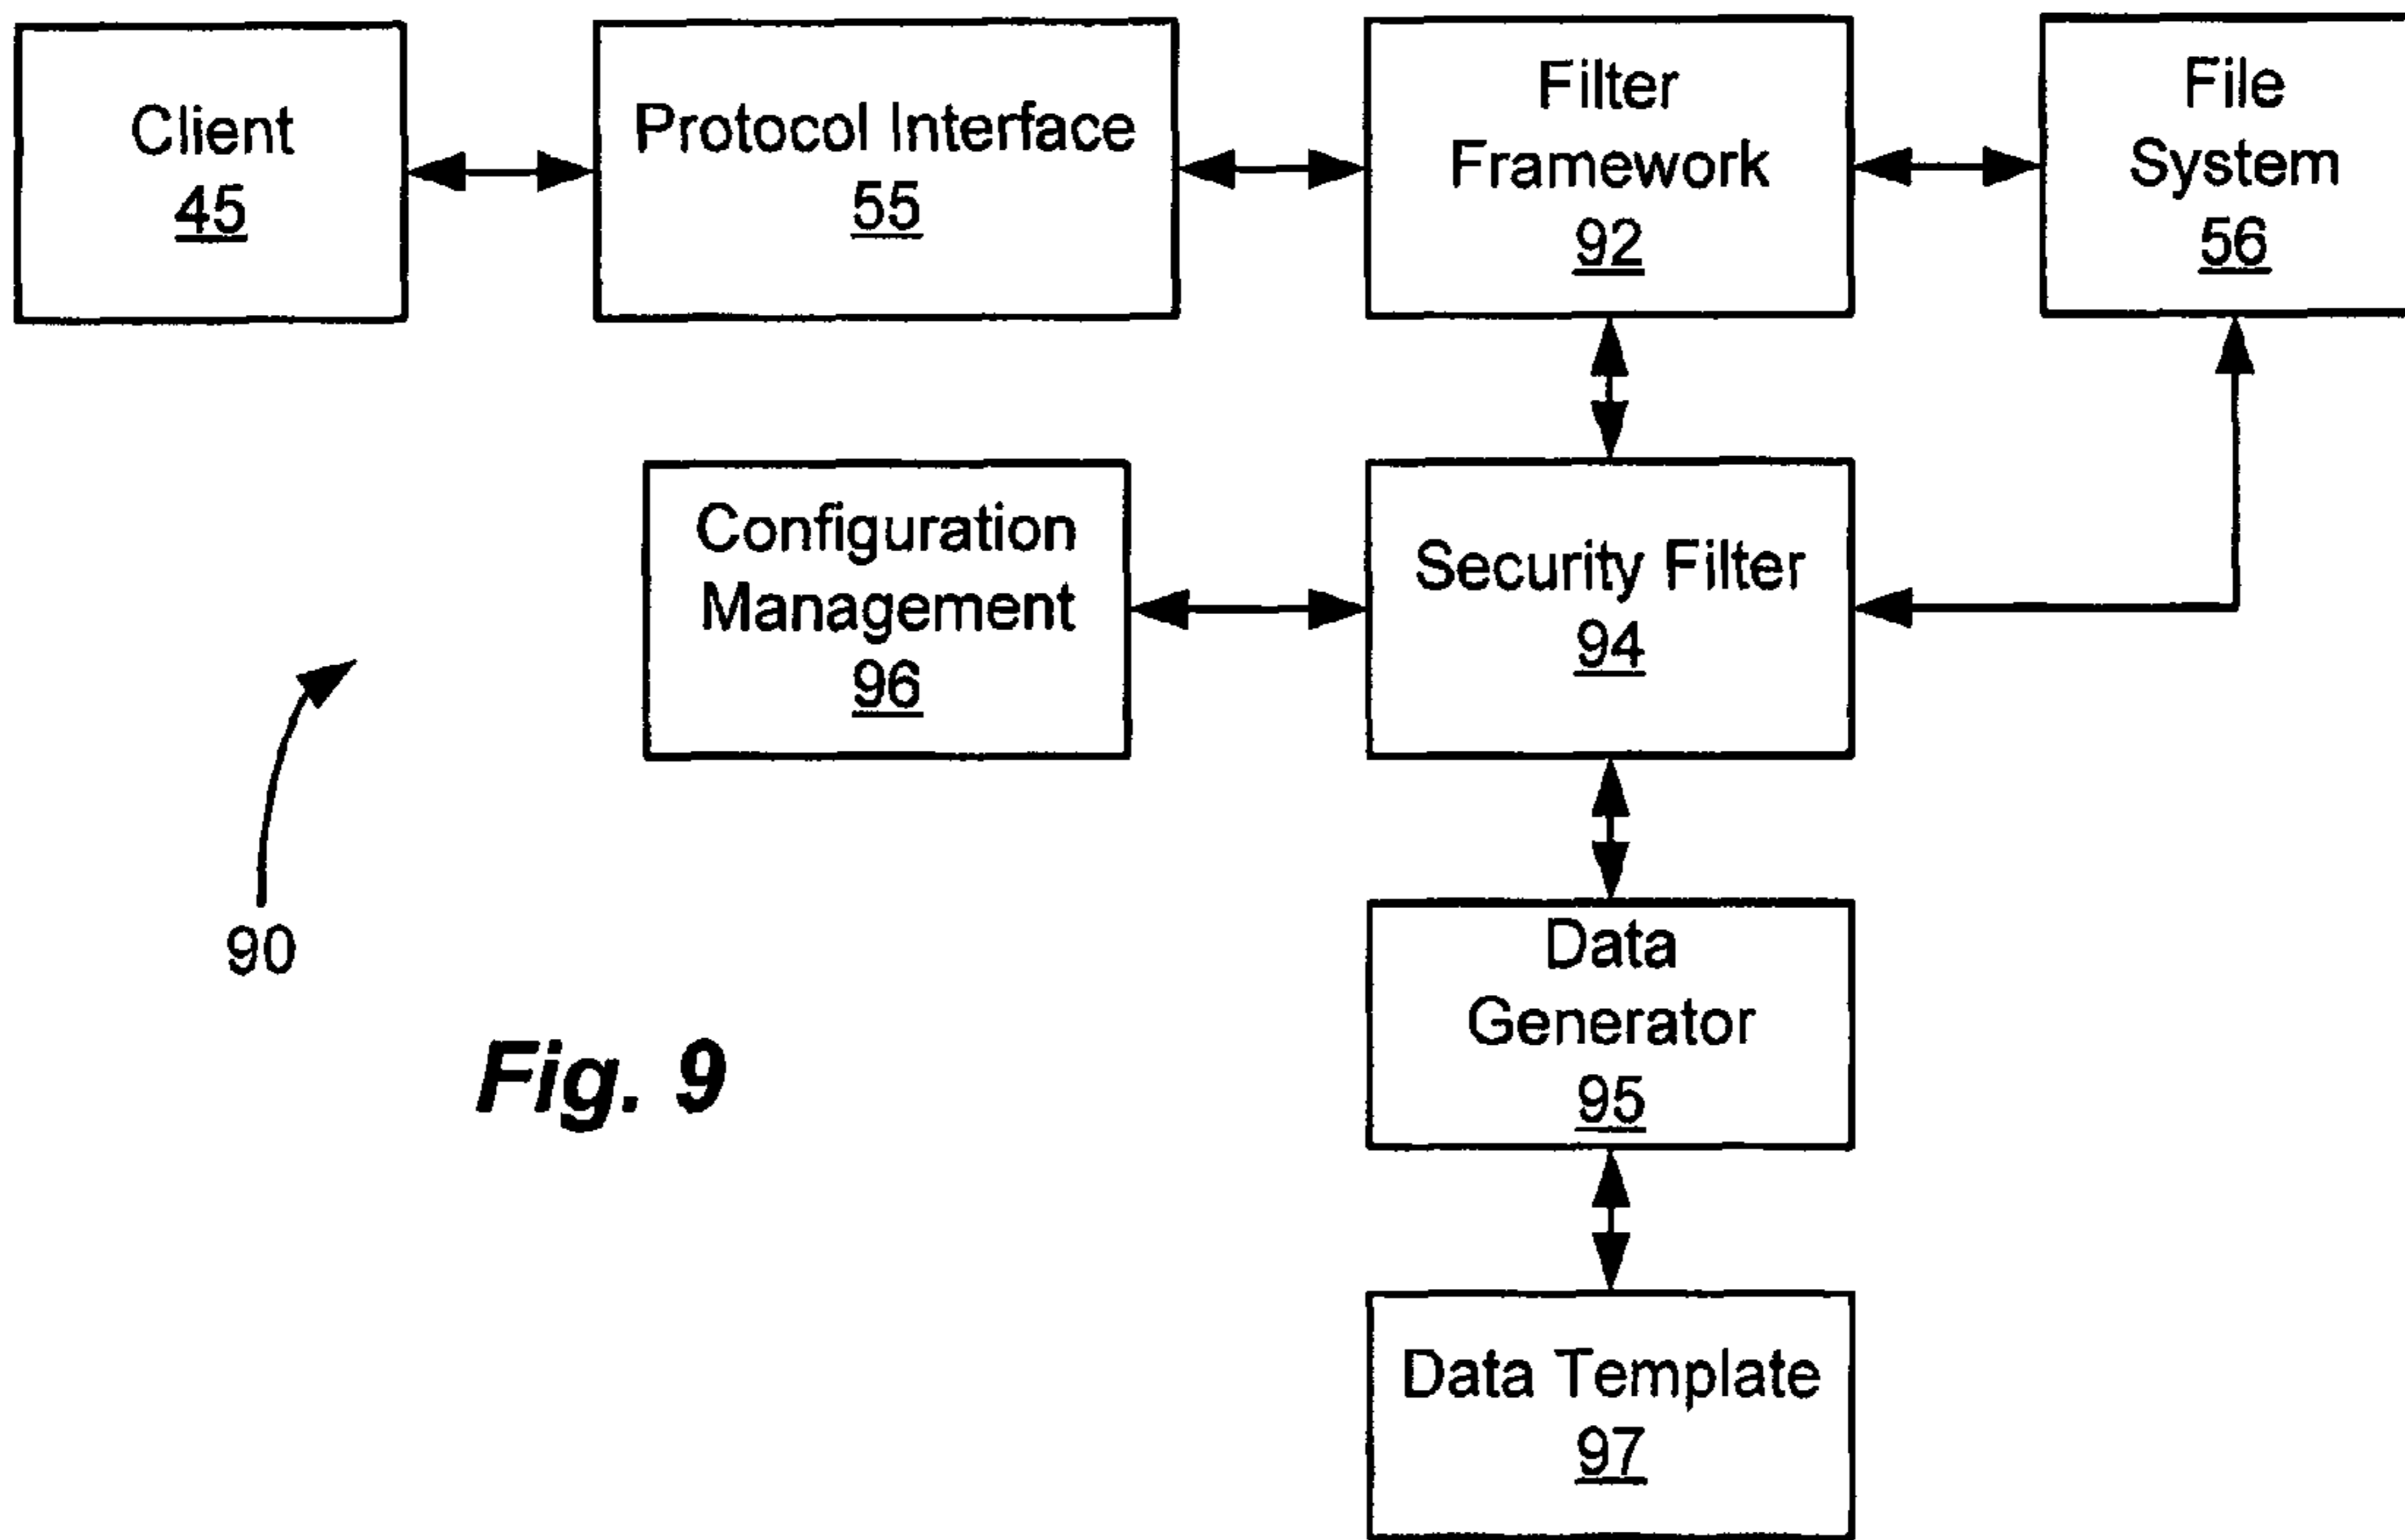 Client
45
Protocol Interface
55
Filter
Framework
92
File
System
56
Configuration
Management
96
Security Filter
94
90
Data
Generator
95
Fig. 9
Data Template
97